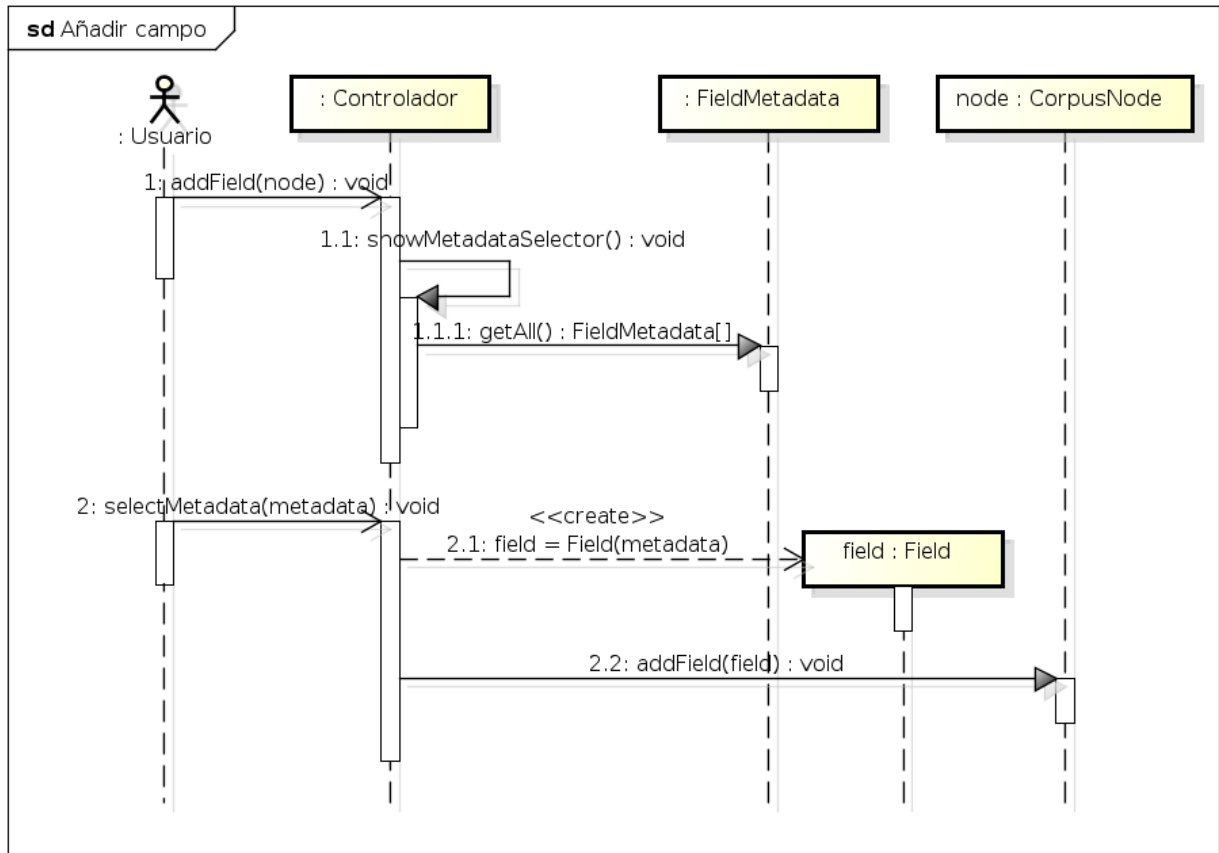 sd Añadir campo
: Usuario
: Controlador
: FieldMetadata
node : CorpusNode
1: addField(node) : void
1.1: showMetadataSelector() : void
1.1.1: getAll() : FieldMetadata[]
2: selectMetadata(metadata) : void
<<create>>
2.1: field = Field(metadata)
field : Field
2.2: addField(field) : void